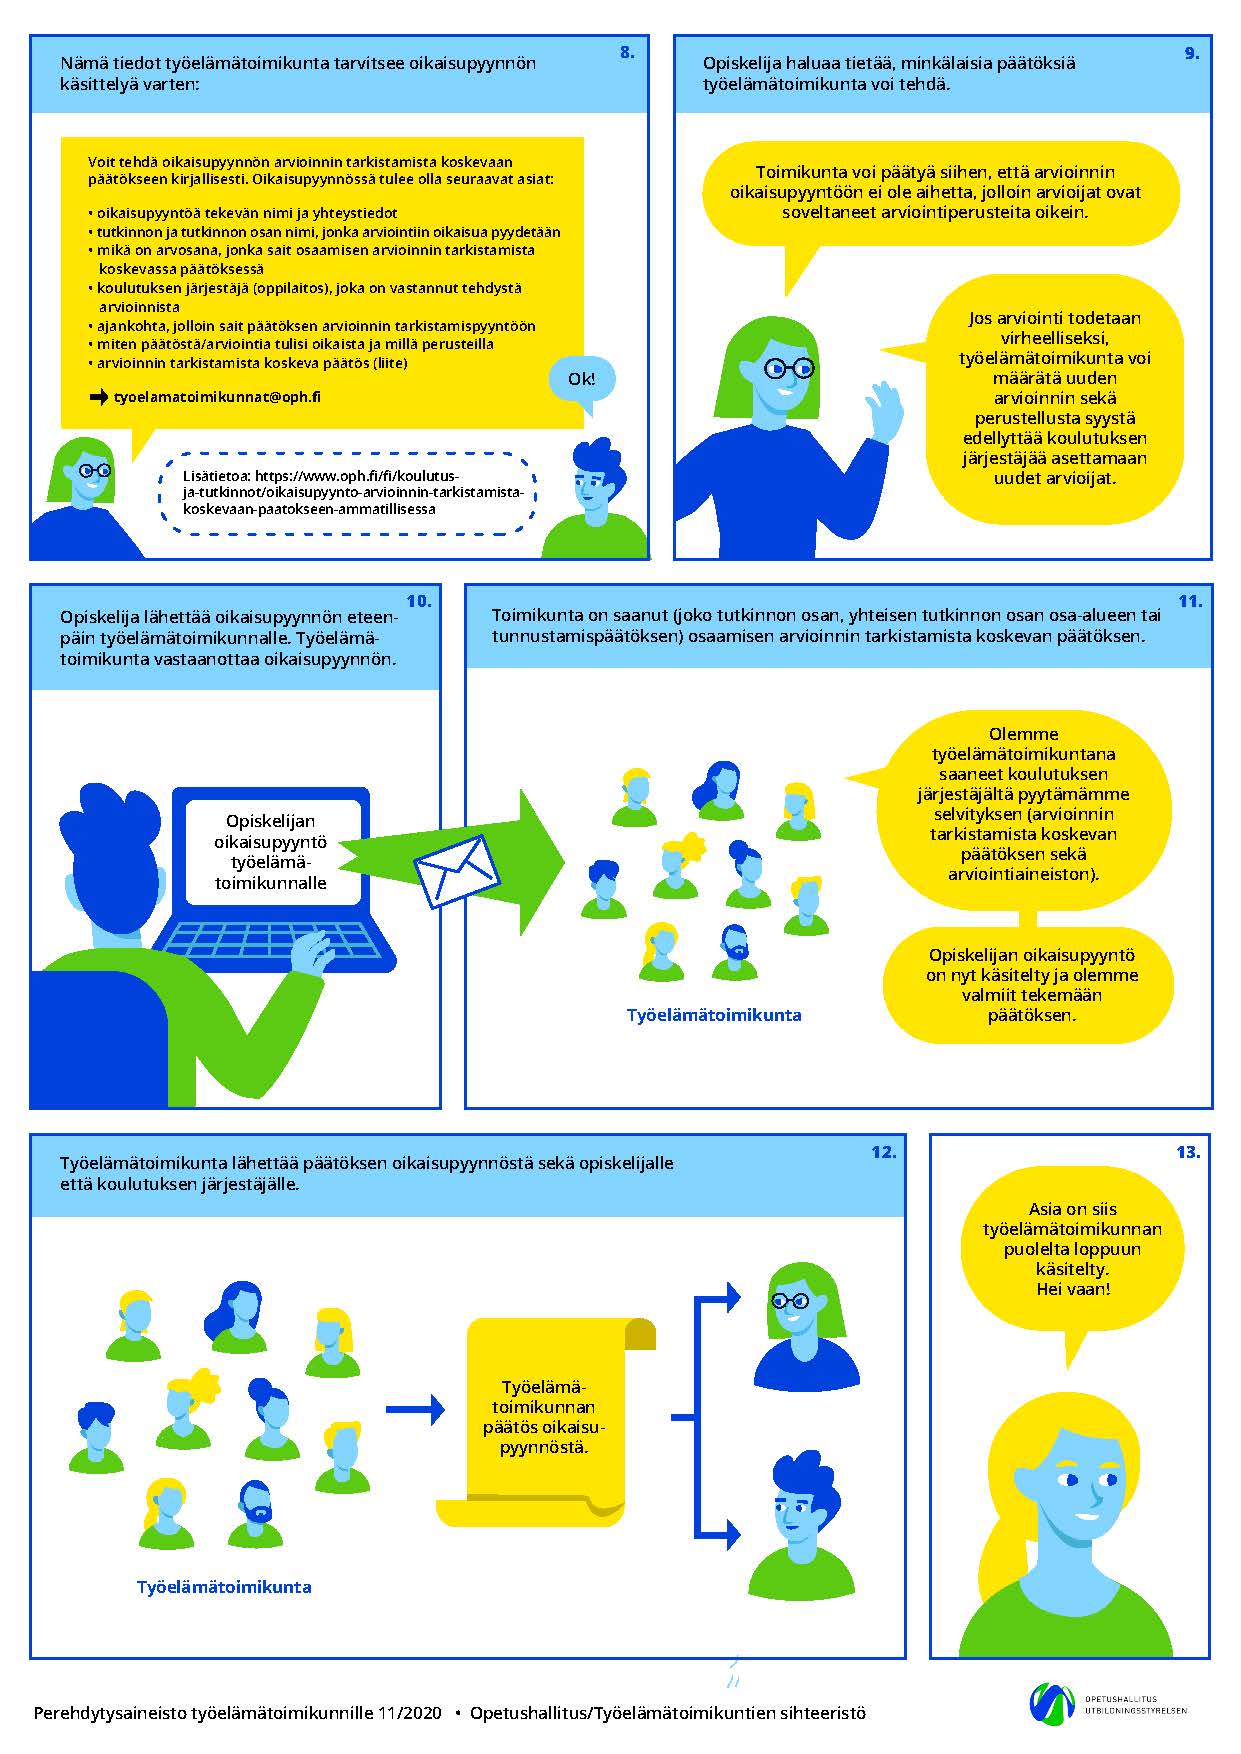 8.
Nämä tiedot työelämätoimikunta tarvitsee oikaisupyynnön
käsittelyä varten:
Voit tehdä oikaisupyynnön arvioinnin tarkistamista koskevaan
päätökseen kirjallisesti. Oikaisupyynnössä tulee olla seuraavat asiat:
• oikaisupyyntöä tekevän nimi ja yhteystiedot
• tutkinnon ja tutkinnon osan nimi, jonka arviointiin oikaisua pyydetään
• mikä on arvosana, jonka sait osaamisen arvioinnin tarkistamista
koskevassa päätöksessä
• koulutuksen järjestäjä (oppilaitos), joka on vastannut tehdystä
arvioinnista
• ajankohta, jolloin sait päätöksen arvioinnin tarkistamispyyntöön
• miten päätöstä/arviointia tulisi oikaista ja millä perusteilla
• arvioinnin tarkistamista koskeva päätös (liite)
➡ tyoelamatoimikunnat@oph.fi
Ok!
Lisätietoa: https://www.oph.fi/fi/koulutus-
ja-tutkinnot/oikaisupyynto-arvioinnin-tarkistamista-
koskevaan-paatokseen-ammatillisessa
9.
Opiskelija haluaa tietää, minkälaisia päätöksiä
työelämätoimikunta voi tehdä.
Toimikunta voi päätyä siihen, että arvioinnin
oikaisupyyntöön ei ole aihetta, jolloin arvioijat ovat
soveltaneet arviointiperusteita oikein.
Jos arviointi todetaan
virheelliseksi,
työelämätoimikunta voi
määrätä uuden
arvioinnin sekä
perustellusta syystä
edellyttää koulutuksen
järjestäjää asettamaan
uudet arvioijat.
10.
Opiskelija lähettää oikaisupyynnön eteen-
päin työelämätoimikunnalle. Työelämä-
toimikunta vastaanottaa oikaisupyynnön.
Opiskelijan
oikaisupyyntö
työelämä-
toimikunnalle
11.
Toimikunta on saanut (joko tutkinnon osan, yhteisen tutkinnon osan osa-alueen tai
tunnustamispäätöksen) osaamisen arvioinnin tarkistamista koskevan päätöksen.
Olemme
työelämätoimikuntana
saaneet koulutuksen
järjestäjältä pyytämämme
selvityksen (arvioinnin
tarkistamista koskevan
päätöksen sekä
arviointiaineiston).
Opiskelijan oikaisupyyntö
on nyt käsitelty ja olemme
valmiit tekemään
päätöksen.
Työelämätoimikunta
12.
Työelämätoimikunta lähettää päätöksen oikaisupyynnöstä sekä opiskelijalle
että koulutuksen järjestäjälle.
Työelämä-
toimikunnan
päätös oikaisu-
pyynnöstä.
Työelämätoimikunta
13.
Asia on siis
työelämätoimikunnan
puolelta loppuun
käsitelty.
Hei vaan!
Perehdytysaineisto työelämätoimikunnille 11/2020 • Opetushallitus/Työelämätoimikuntien sihteeristö
OPETUSHALLITUS
UTBILDNINGSSTYRELSEN